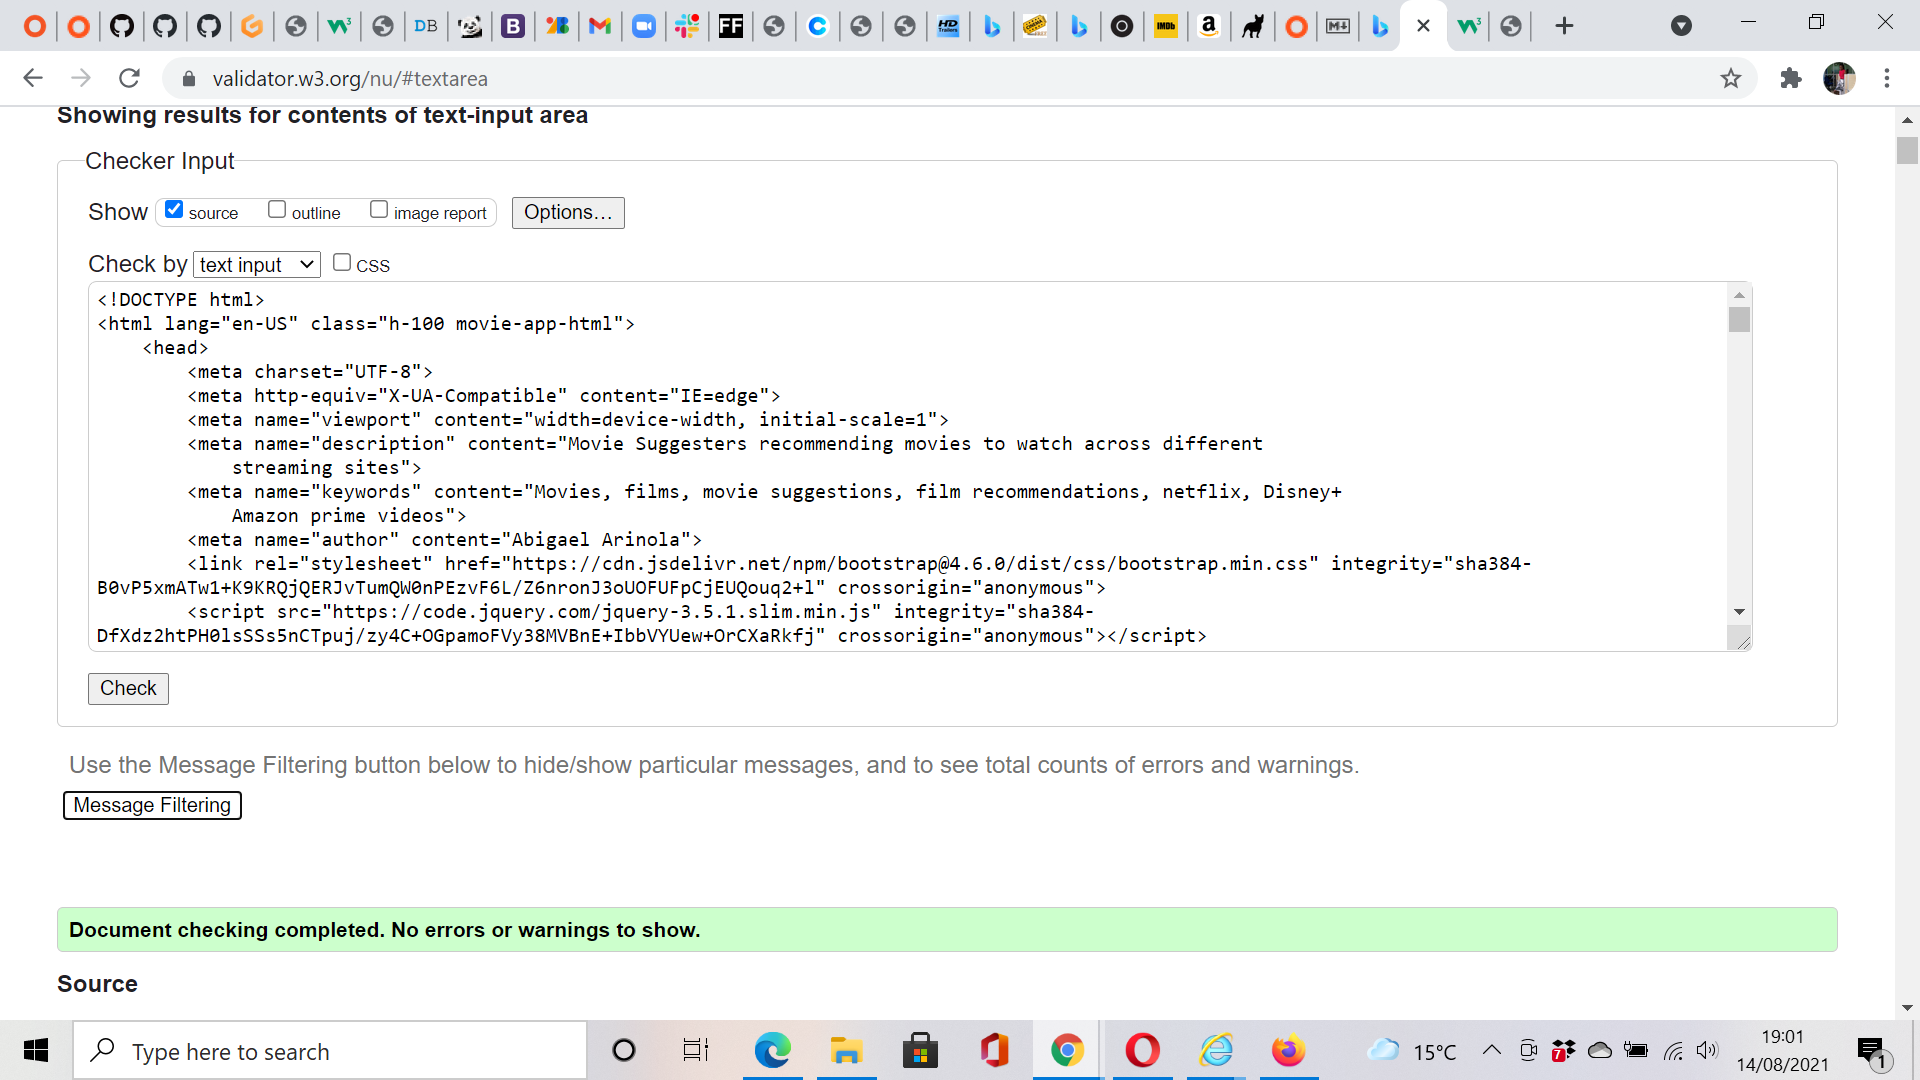 DB
B
FF
HD
Trailers
C
IMDb
a
validator.w3.org/nu/#textarea
Showing results for contents of text-input area
Checker Input
Show source outline image report Options...
Check by text input CSS
<!DOCTYPE html>
<html lang="en-US" class="h-100 movie-app-html">
<head>
<meta charset="UTF-8">
<meta http-equiv="X-UA-Compatible" content="IE=edge">
<meta name="viewport" content="width=device-width, initial-scale=1">
<meta name="description" content="Movie Suggesters recommending movies to watch across different
streaming sites">
<meta name="keywords" content="Movies, films, movie suggestions, film recommendations, netflix, Disney+
Amazon prime videos">
<meta name="author" content="Abigael Arinola">
<link rel="stylesheet" href="https://cdn.jsdelivr.net/npm/bootstrap@4.6.0/dist/css/bootstrap.min.css" integrity="sha384-
B0vP5xmATw1+K9KRQjQERJvTumQW0nPEzvF6L/Z6nronJ3oUOFUFpCjEUQouq2+l" crossorigin="anonymous">
<script src="https://code.jquery.com/jquery-3.5.1.slim.min.js" integrity="sha384-
DfXdz2htPH0lsSSs5nCTpuj/zy4C+OGpamoFVy38MVBnE+IbbVYUew+OrCXaRkfj" crossorigin="anonymous"></script>
Check
Use the Message Filtering button below to hide/show particular messages, and to see total counts of errors and warnings.
Message Filtering
Document checking completed. No errors or warnings to show.
Source
Type here to search
15°C
7
19:01
14/08/2021
1